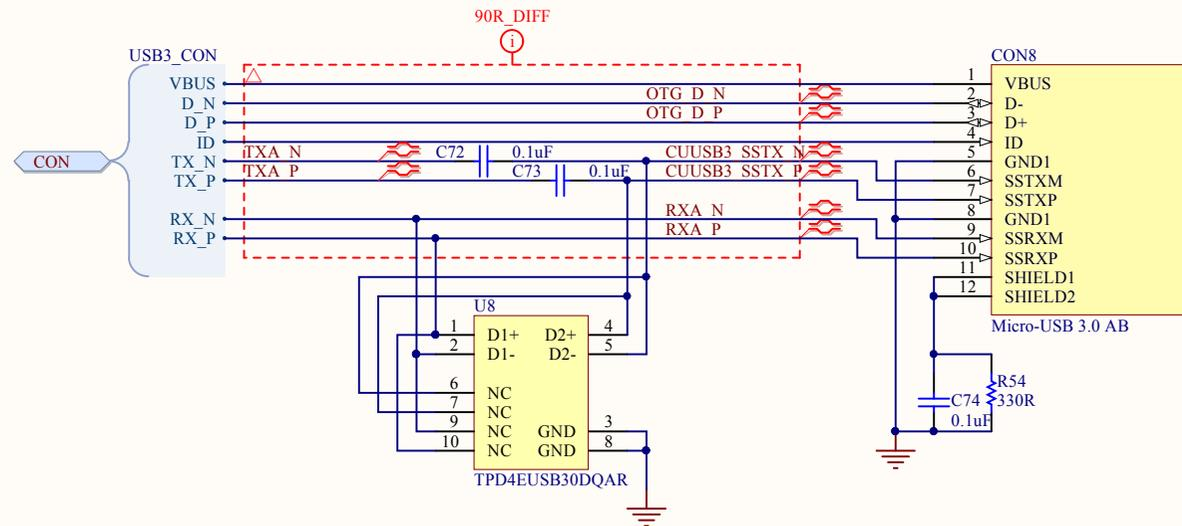 90R_DIFF
i
USB3_CON
CON8
VBUS
1
VBUS
D_N
OTG_D_N
2
D-
D_P
OTG_D_P
3
D+
ID
4
ID
TX_N
TXA_N
C72
0.1uF
CUUSB3_SSTX_N
5
GND1
CON
TX_P
TXA_P
C73
0.1uF
CUUSB3_SSTX_P
6
SSTXM
7
SSTXP
RX_N
RXA_N
8
GND1
RX_P
RXA_P
9
SSRXM
10
SSRXP
11
SHIELD1
12
SHIELD2
U8
Micro-USB 3.0 AB
1
D1+
D2+
4
2
D1-
D2-
5
6
NC
7
NC
9
NC
GND
3
10
NC
GND
8
TPD4EUSB30DQAR
R54
330R
C74
0.1uF